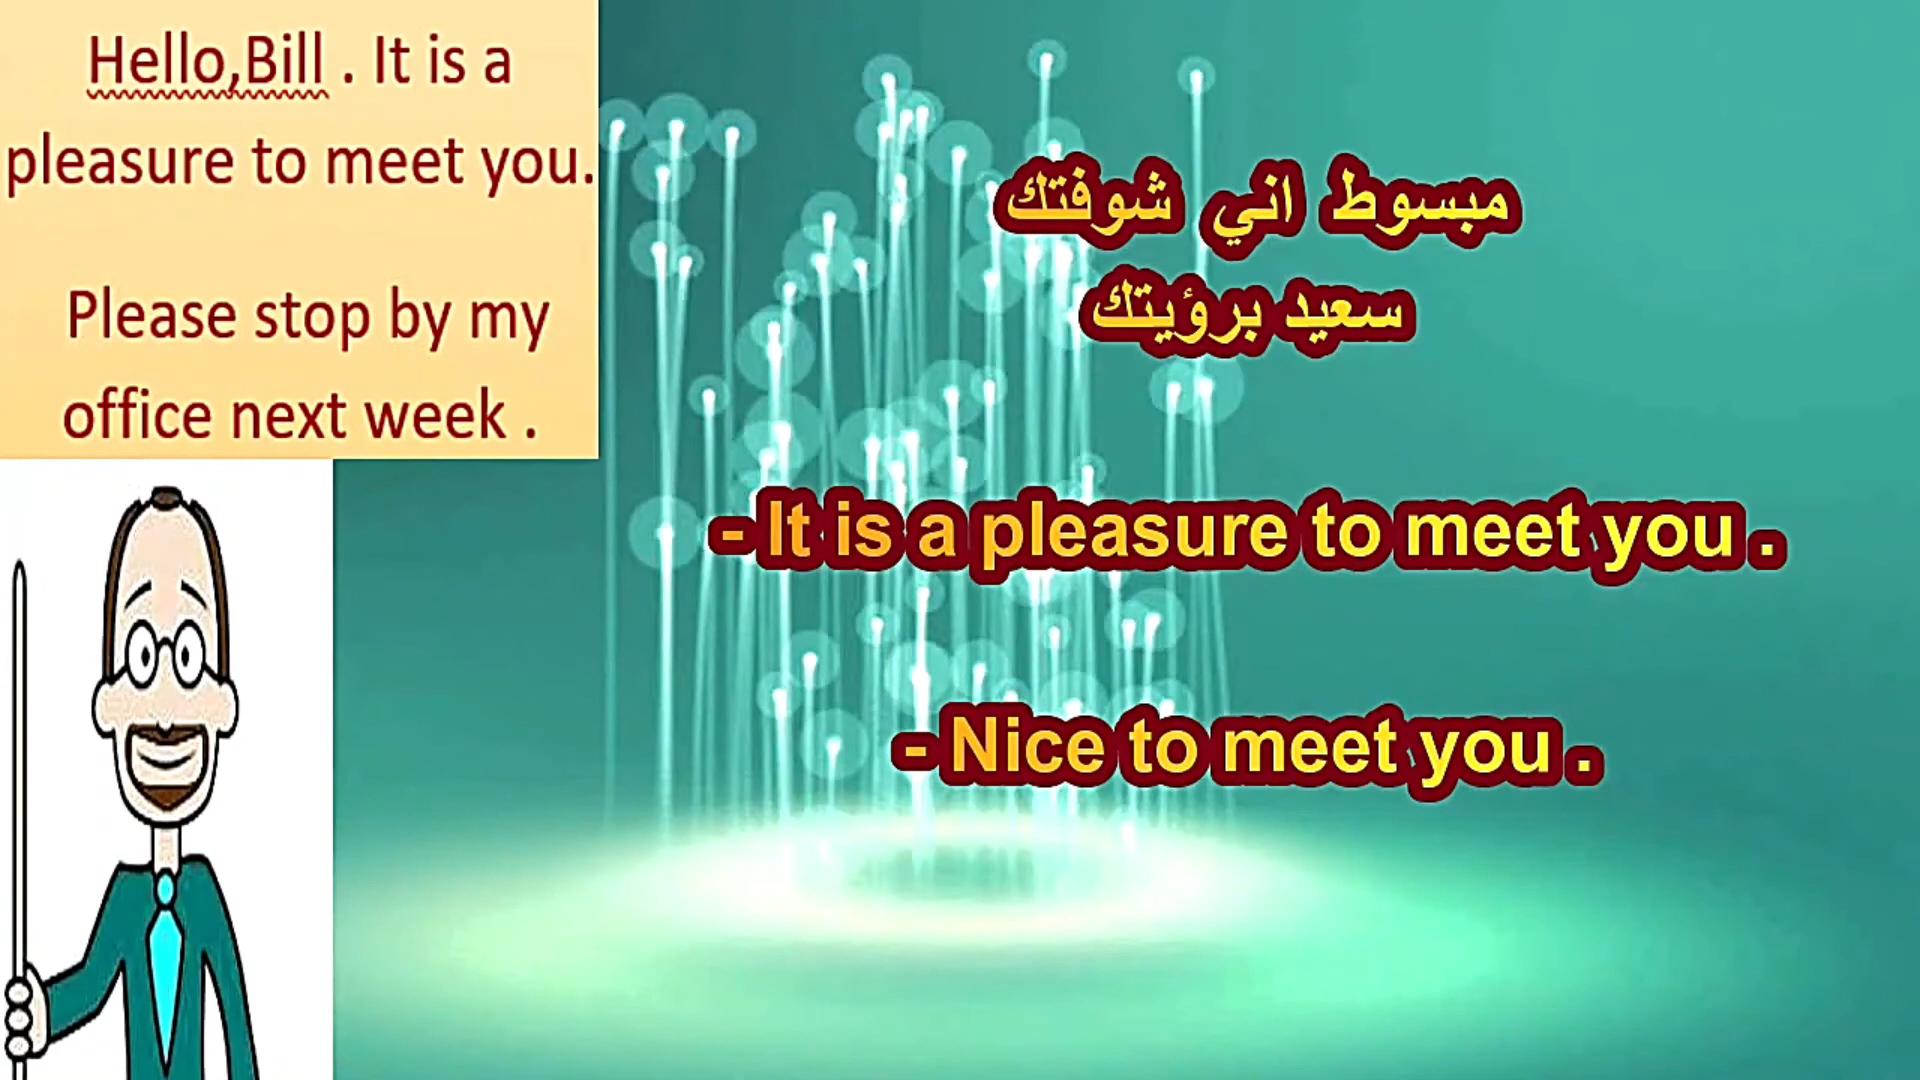 Hello,Bill . It is a
pleasure to meet you.
Please stop by my
office next week .
مبسوط اني شوفتك
سعيد برؤيتك
- It is a pleasure to meet you .
- Nice to meet you .